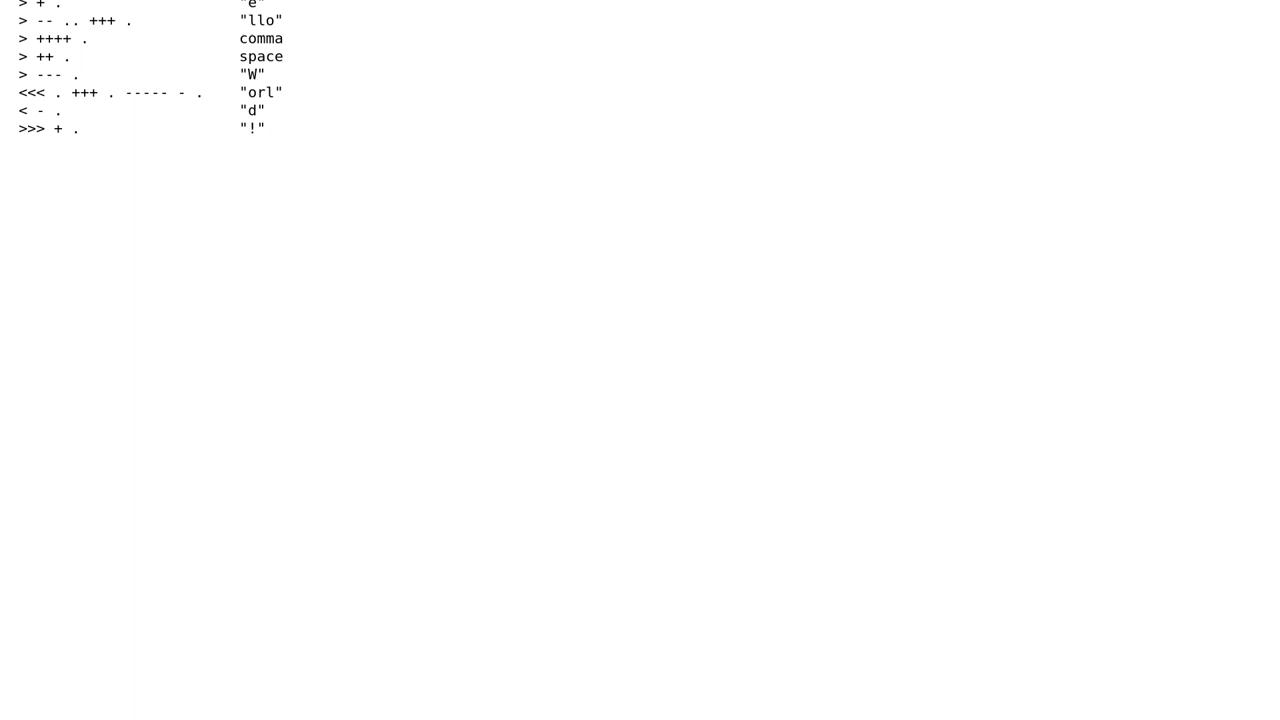 > + .                    "e"
> -- .. +++ .            "llo"
> ++++ .                 comma
> ++ .                   space
> --- .                  "W"
<<< . +++ . ----- - .    "orl"
< - .                    "d"
>>> + .                  "!"